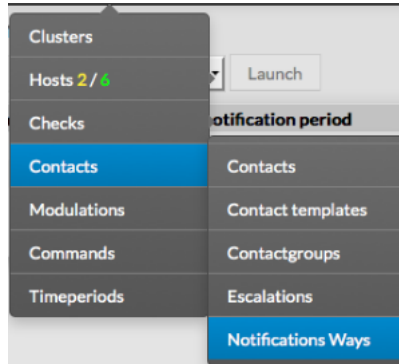 Clusters
Hosts 2 / 6
Launch
Checks
otification period
Contacts
Contacts
Modulations
Contact templates
Commands
Contactgroups
Timeperiods
Escalations
Notifications Ways